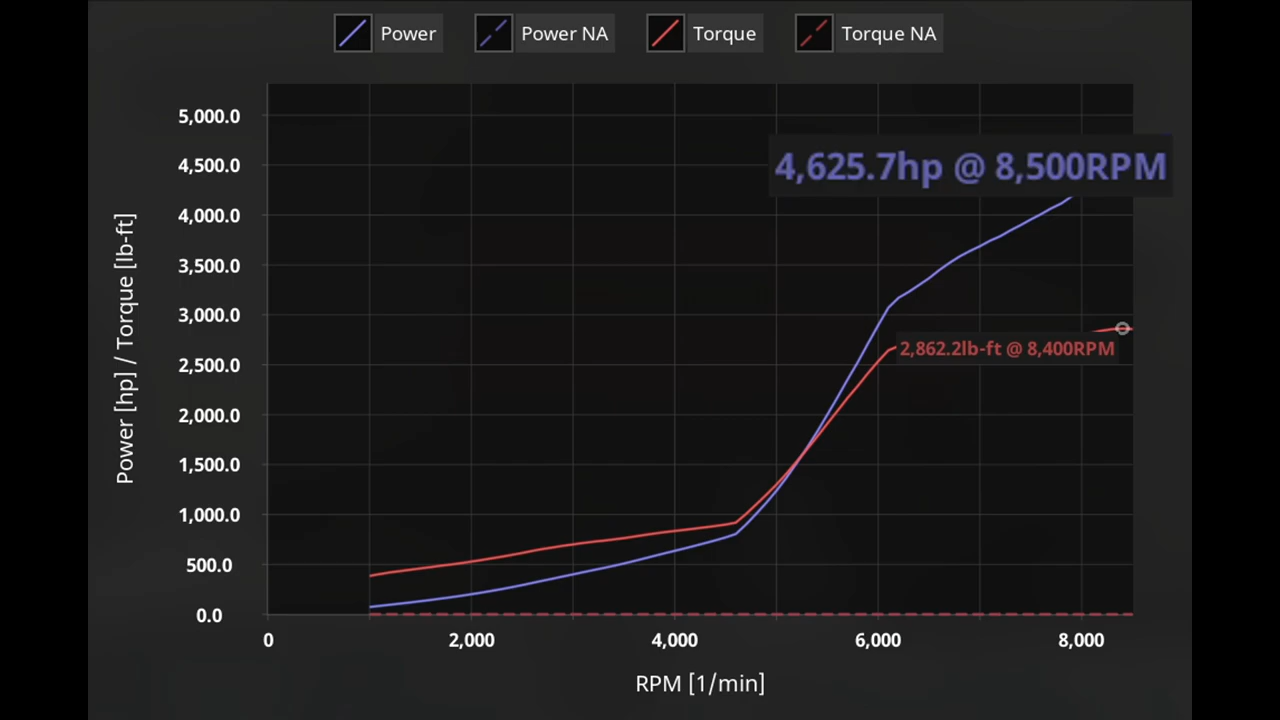 Power Power NA Torque Torque NA
5,000.0
4,500.0
4,000.0
3,500.0
3,000.0
2,500.0
2,000.0
1,500.0
1,000.0
500.0
0.0
Power [hp] / Torque [lb-ft]
4,625.7hp @ 8,500RPM
2,862.2lb-ft @ 8,400RPM
0 2,000 4,000 6,000 8,000
RPM [1/min]